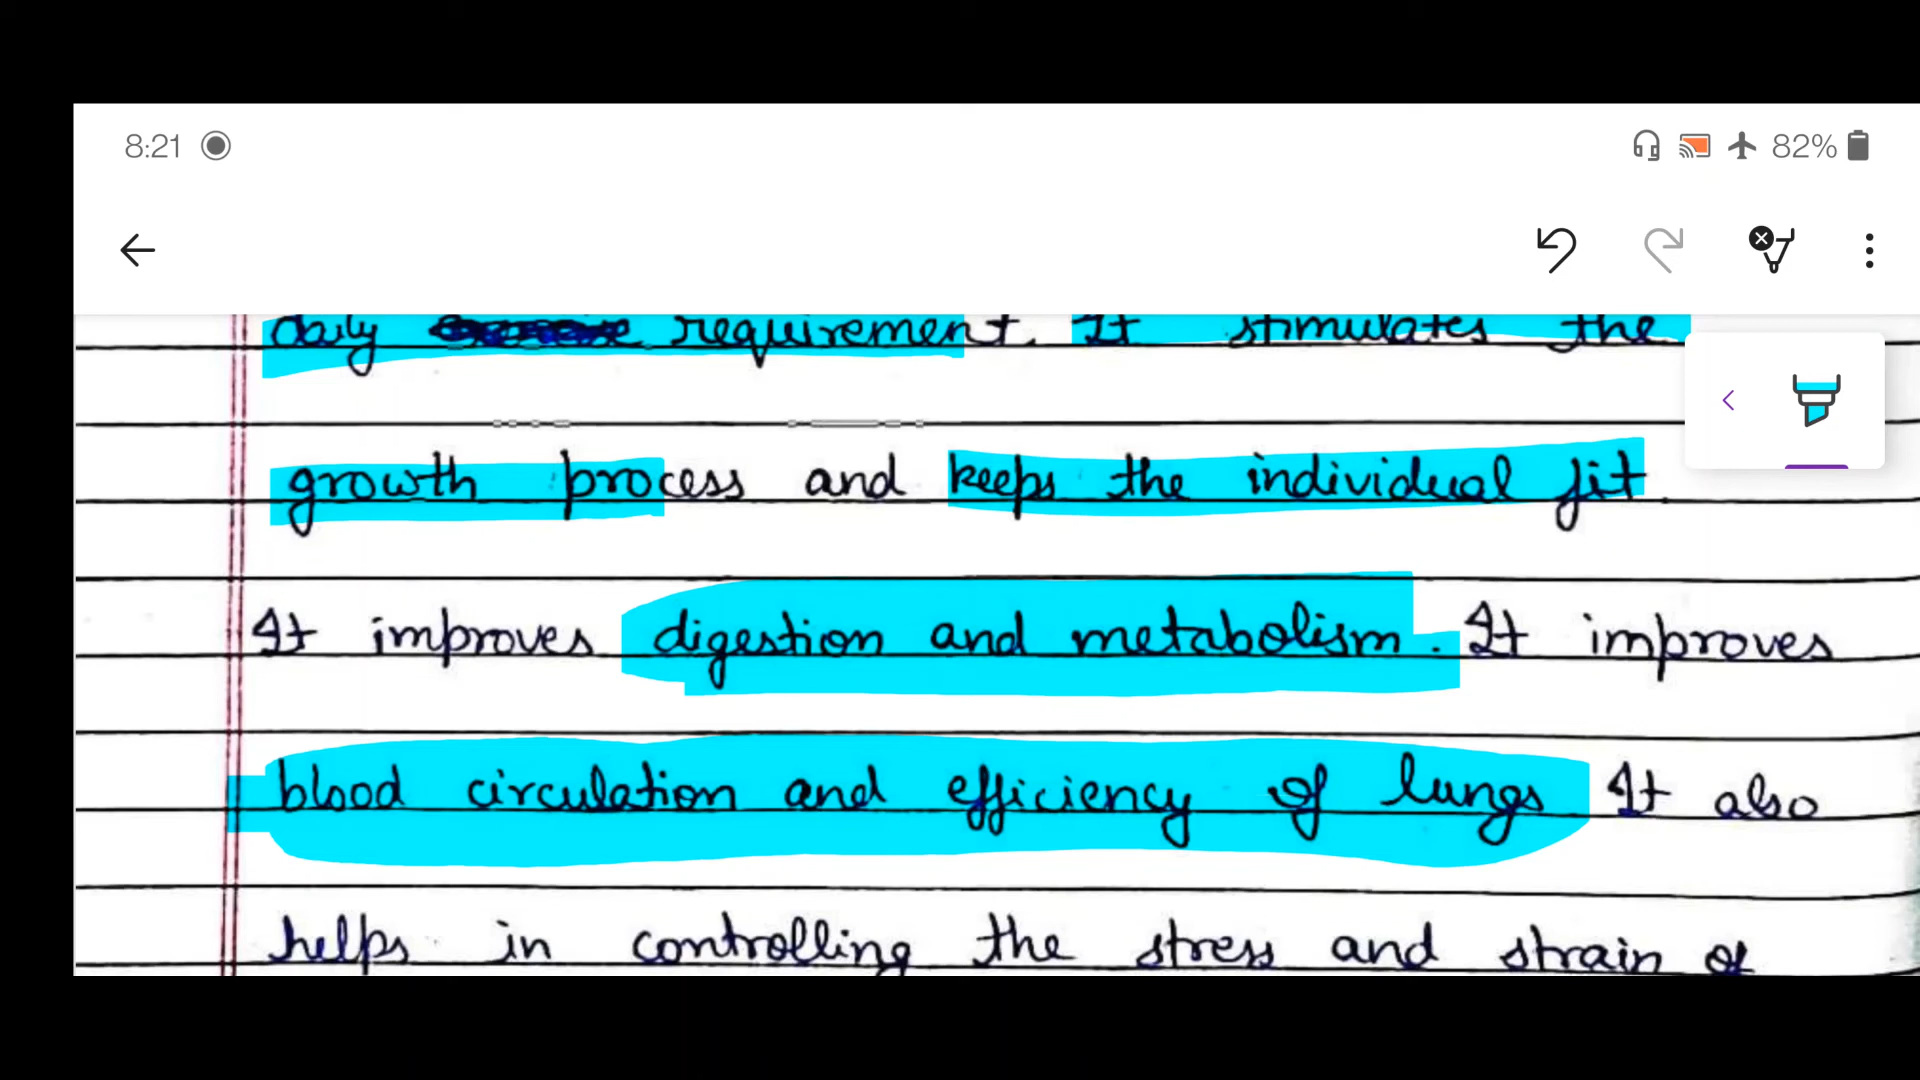 8:21 82%
daily requirement. It stimulates the
growth process and keeps the individual fit.
It improves digestion and metabolism. It improves
blood circulation and efficiency of lungs It also
helps in controlling the stress and strain of